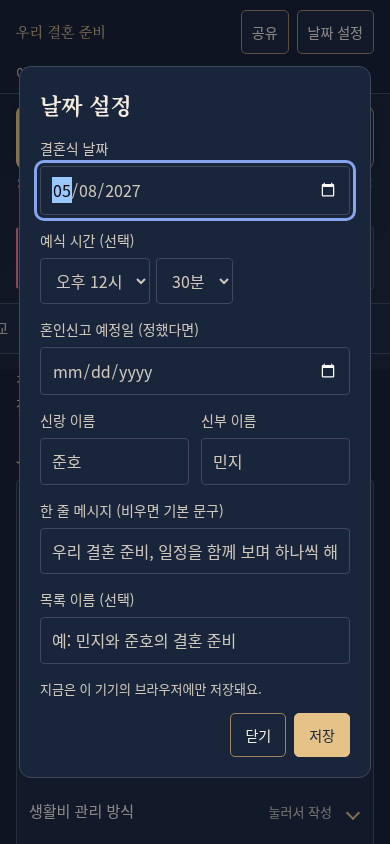 우리 결혼 준비
공유
날짜 설정
날짜 설정
결혼식 날짜
05/08/2027
예식 시간 (선택)
오후 12시
30분
혼인신고 예정일 (정했다면)
mm/dd/yyyy
신랑 이름
신부 이름
준호
민지
한 줄 메시지 (비우면 기본 문구)
우리 결혼 준비, 일정을 함께 보며 하나씩 해
목록 이름 (선택)
예: 민지와 준호의 결혼 준비
지금은 이 기기의 브라우저에만 저장돼요.
닫기
저장
생활비 관리 방식
눌러서 작성